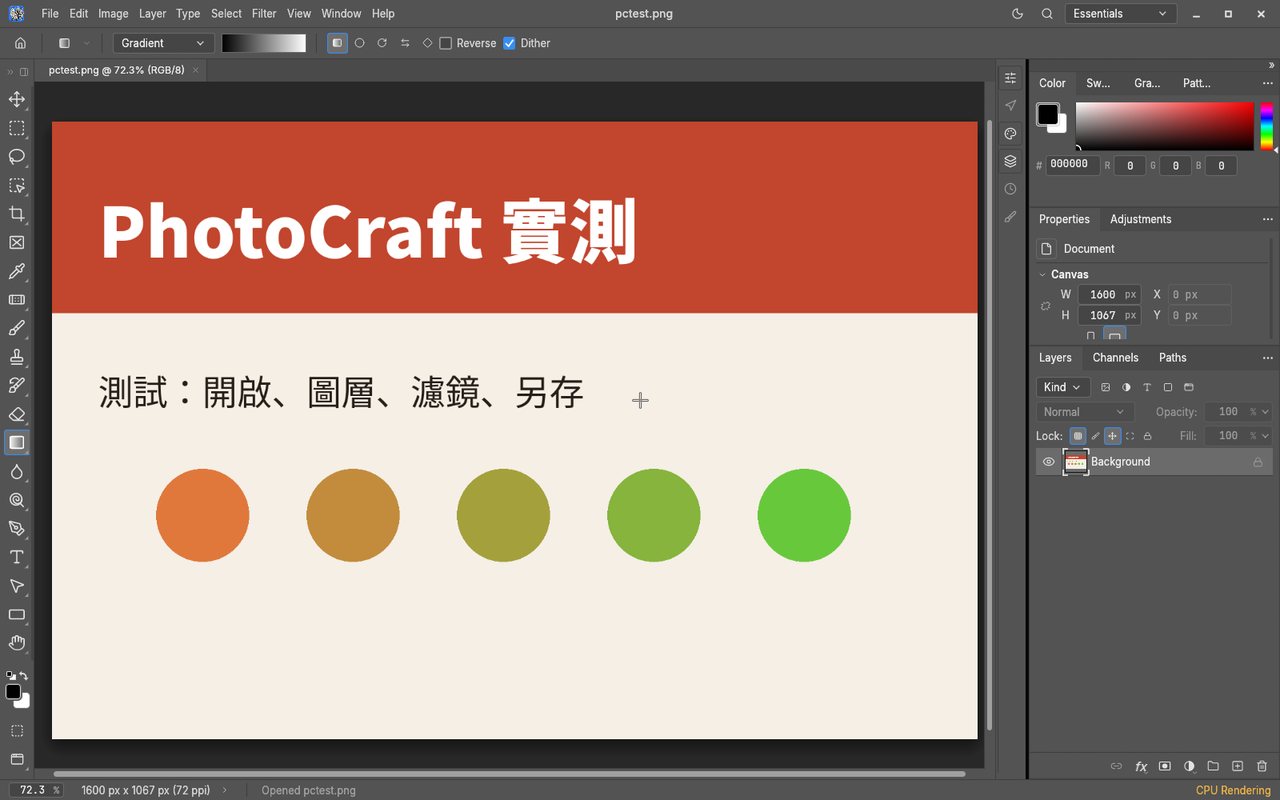 File Edit Image Layer Type Select Filter View Window Help
pctest.png
Essentials
Gradient
Reverse
Dither
pctest.png @ 72.3% (RGB/8)
PhotoCraft 實測
測試：開啟、圖層、濾鏡、另存
Color Sw... Gra... Patt...
# 000000 R 0 G 0 B 0
Properties Adjustments
Document
Canvas
W 1600 px X 0 px
H 1067 px Y 0 px
Layers Channels Paths
Kind
Normal Opacity: 100 %
Lock: Fill: 100 %
Background
fx
72.3 % 1600 px x 1067 px (72 ppi) Opened pctest.png CPU Rendering